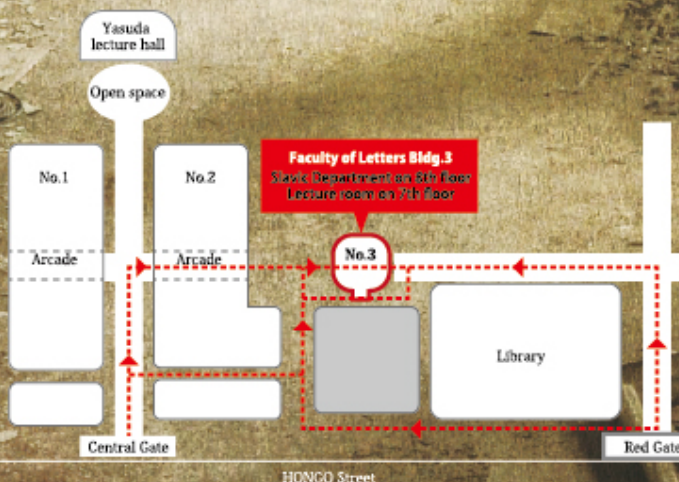 Yasuda
lecture hall
Open space
No.1
No.2
Faculty of Letters Bldg.3
Slavic Department on 8th floor
Lecture room on 7th floor
No.3
Arcade
Arcade
Library
Central Gate
Red Gate
HONGO Street